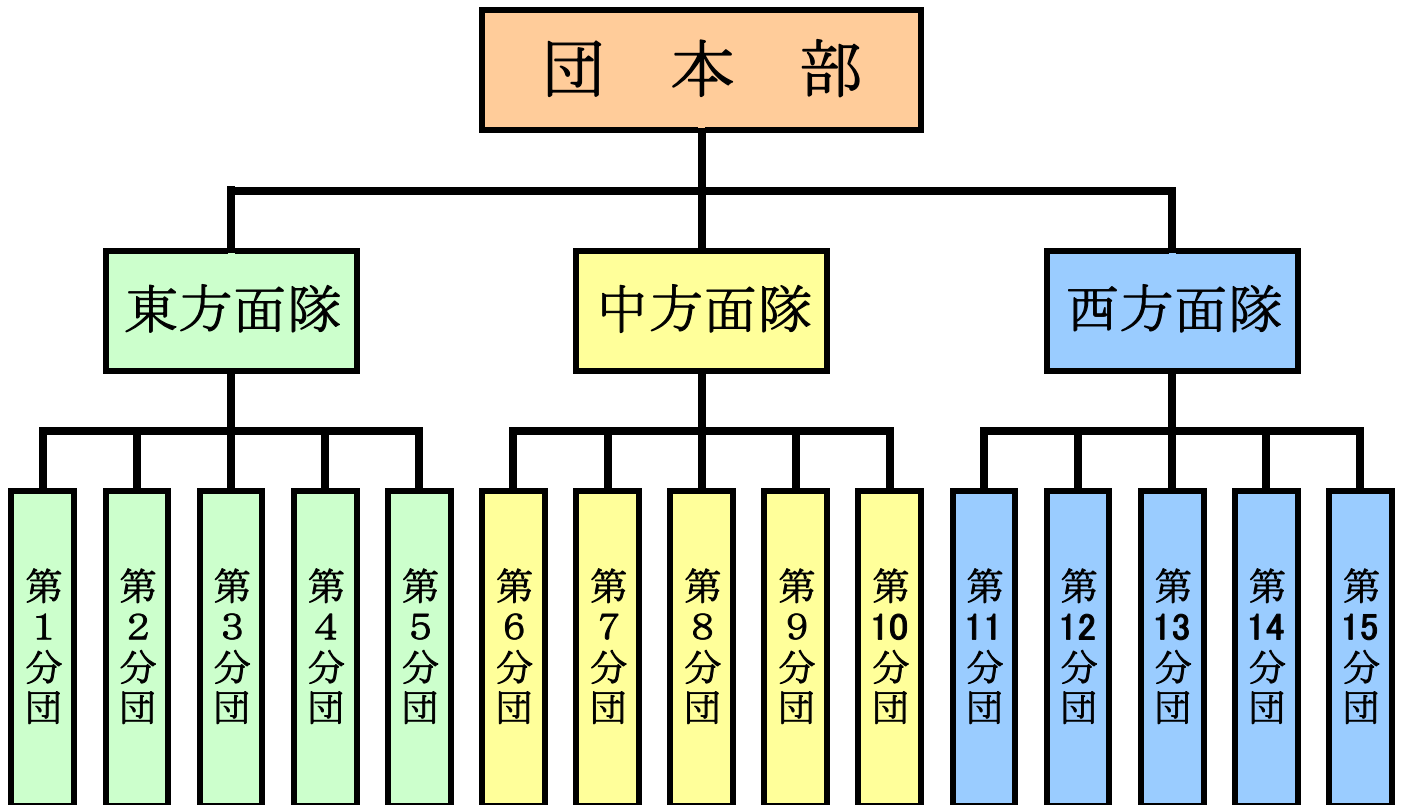 団　本　部
東方面隊
中方面隊
西方面隊
第１分団
第２分団
第３分団
第４分団
第５分団
第６分団
第７分団
第８分団
第９分団
第10分団
第11分団
第12分団
第13分団
第14分団
第15分団